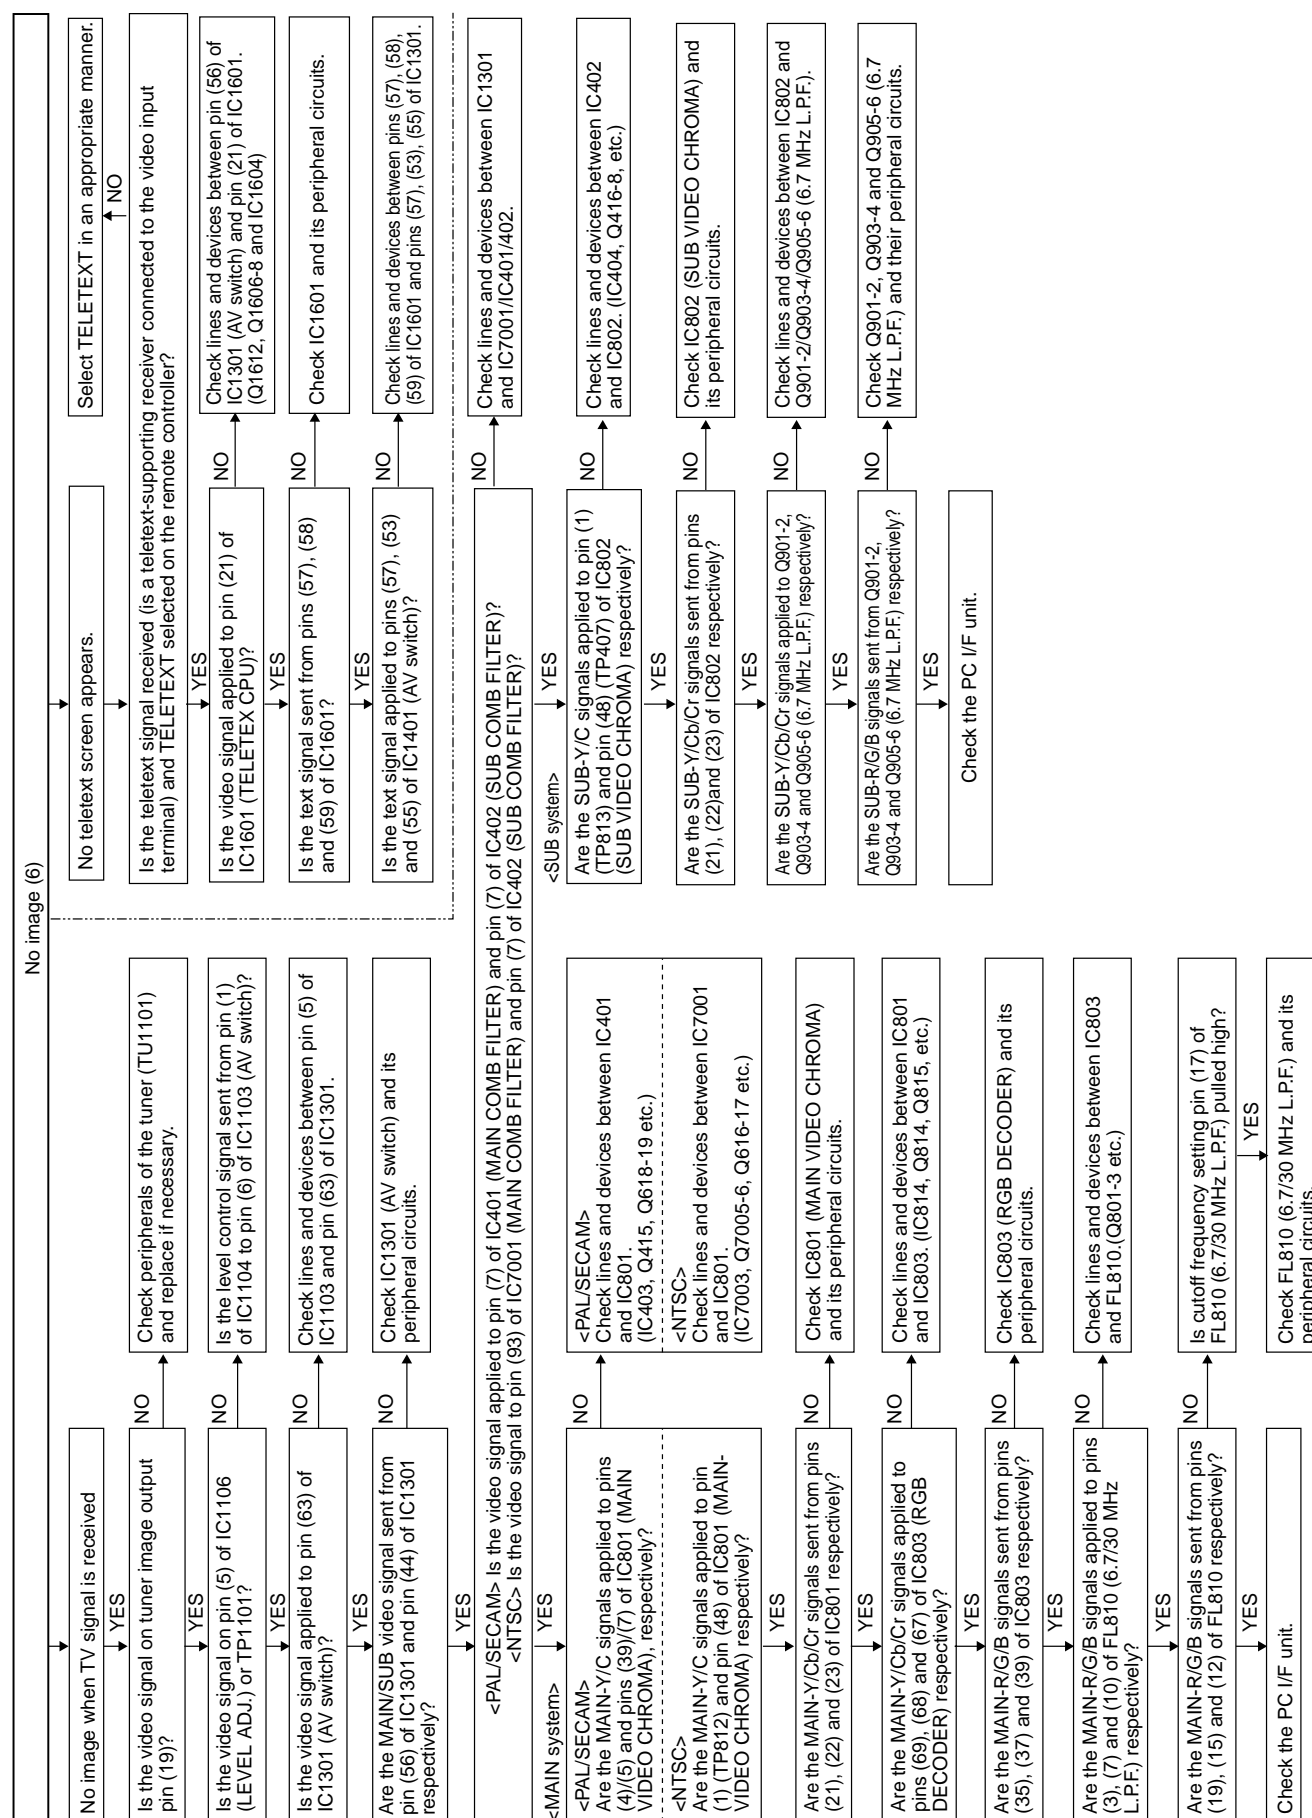 No image (6)
No image when TV signal is received
YES
Is the video signal on tuner image output
pin (19)?
NO
Check peripherals of the tuner (TU1101)
and replace if necessary.
YES
Is the video signal on pin (5) of IC1106
(LEVEL ADJ.) or TP1101?
NO
Is the level control signal sent from pin (1)
of IC1104 to pin (6) of IC1103 (AV switch)?
YES
Is the video signal applied to pin (63) of
IC1301 (AV switch)?
NO
Check lines and devices between pin (5) of
IC1103 and pin (63) of IC1301.
YES
Are the MAIN/SUB video signal sent from
pin (56) of IC1301 and pin (44) of IC1301
respectively?
NO
Check IC1301 (AV switch) and its
peripheral circuits.
YES
No teletext screen appears.
Is the teletext signal received (is a teletext-supporting receiver connected to the video input
terminal) and TELETEXT selected on the remote controller?
NO
Select TELETEXT in an appropriate manner.
YES
Is the video signal applied to pin (21) of
IC1601 (TELETEX CPU)?
NO
Check lines and devices between pin (56) of
IC1301 (AV switch) and pin (21) of IC1601.
(Q1612, Q1606-8 and IC1604)
YES
Is the text signal sent from pins (57), (58)
and (59) of IC1601?
NO
Check IC1601 and its peripheral circuits.
YES
Is the text signal applied to pins (57), (53)
and (55) of IC1401 (AV switch)?
NO
Check lines and devices between pins (57), (58),
(59) of IC1601 and pins (57), (53), (55) of IC1301.
<PAL/SECAM> Is the video signal applied to pin (7) of IC401 (MAIN COMB FILTER) and pin (7) of IC402 (SUB COMB FILTER)?
<NTSC> Is the video signal to pin (93) of IC7001 (MAIN COMB FILTER) and pin (7) of IC402 (SUB COMB FILTER)?
NO
Check lines and devices between IC1301
and IC7001/IC401/402.
<MAIN system>
YES
<PAL/SECAM>
Are the MAIN-Y/C signals applied to pins
(4)/(5) and pins (39)/(7) of IC801 (MAIN
VIDEO CHROMA), respectively?
<NTSC>
Are the MAIN-Y/C signals applied to pin
(1) (TP812) and pin (48) of IC801 (MAIN-
VIDEO CHROMA) respectively?
NO
<PAL/SECAM>
Check lines and devices between IC401
and IC801.
(IC403, Q415, Q618-19 etc.)
<NTSC>
Check lines and devices between IC7001
and IC801.
(IC7003, Q7005-6, Q616-17 etc.)
YES
Are the MAIN-Y/Cb/Cr signals sent from pins
(21), (22) and (23) of IC801 respectively?
NO
Check IC801 (MAIN VIDEO CHROMA)
and its peripheral circuits.
YES
Are the MAIN-Y/Cb/Cr signals applied to
pins (69), (68) and (67) of IC803 (RGB
DECODER) respectively?
NO
Check lines and devices between IC801
and IC803. (IC814, Q814, Q815, etc.)
YES
Are the MAIN-R/G/B signals sent from pins
(35), (37) and (39) of IC803 respectively?
NO
Check IC803 (RGB DECODER) and its
peripheral circuits.
YES
Are the MAIN-R/G/B signals applied to pins
(3), (7) and (10) of FL810 (6.7/30 MHz
L.P.F.) respectively?
NO
Check lines and devices between IC803
and FL810.(Q801-3 etc.)
YES
Are the MAIN-R/G/B signals sent from pins
(19), (15) and (12) of FL810 respectively?
NO
Is cutoff frequency setting pin (17) of
FL810 (6.7/30 MHz L.P.F.) pulled high?
YES
Check the PC I/F unit.
YES
Check FL810 (6.7/30 MHz L.P.F.) and its
peripheral circuits.
<SUB system>
YES
Are the SUB-Y/C signals applied to pin (1)
(TP813) and pin (48) (TP407) of IC802
(SUB VIDEO CHROMA) respectively?
NO
Check lines and devices between IC402
and IC802. (IC404, Q416-8, etc.)
YES
Are the SUB-Y/Cb/Cr signals sent from pins
(21), (22)and (23) of IC802 respectively?
NO
Check IC802 (SUB VIDEO CHROMA) and
its peripheral circuits.
YES
Are the SUB-Y/Cb/Cr signals applied to Q901-2,
Q903-4 and Q905-6 (6.7 MHz L.P.F.) respectively?
NO
Check lines and devices between IC802 and
Q901-2/Q903-4/Q905-6 (6.7 MHz L.P.F.).
YES
Are the SUB-R/G/B signals sent from Q901-2,
Q903-4 and Q905-6 (6.7 MHz L.P.F.) respectively?
NO
Check Q901-2, Q903-4 and Q905-6 (6.7
MHz L.P.F.) and their peripheral circuits.
YES
Check the PC I/F unit.